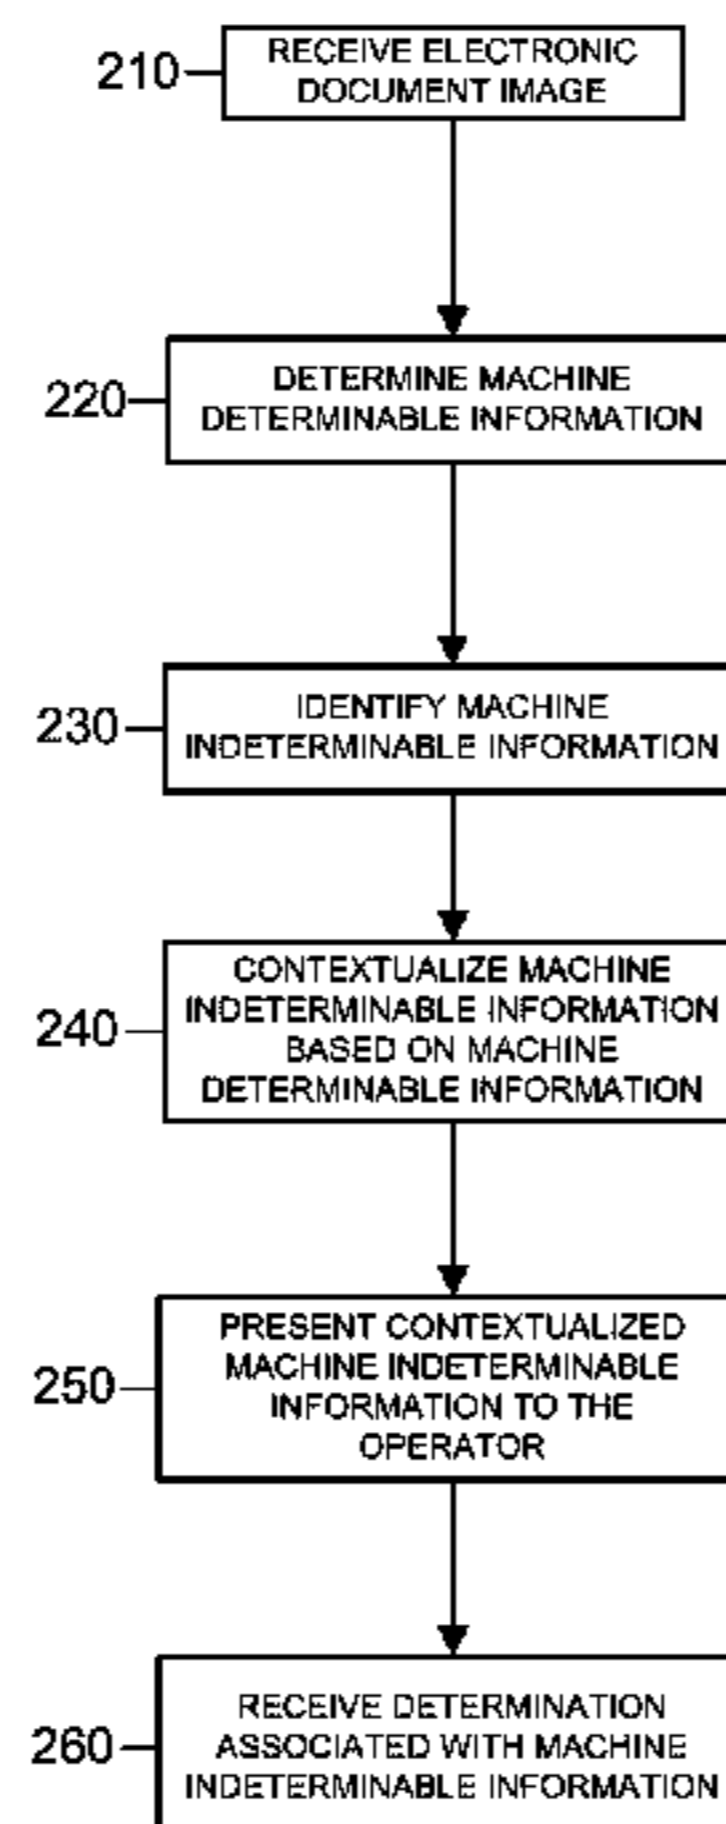 210
RECEIVE ELECTRONIC
DOCUMENT IMAGE
220
DETERMINE MACHINE
DETERMINABLE INFORMATION
230
IDENTIFY MACHINE
INDETERMINABLE INFORMATION
240
CONTEXTUALIZE MACHINE
INDETERMINABLE INFORMATION
BASED ON MACHINE
DETERMINABLE INFORMATION
250
PRESENT CONTEXTUALIZED
MACHINE INDETERMINABLE
INFORMATION TO THE
OPERATOR
260
RECEIVE DETERMINATION
ASSOCIATED WITH MACHINE
INDETERMINABLE INFORMATION